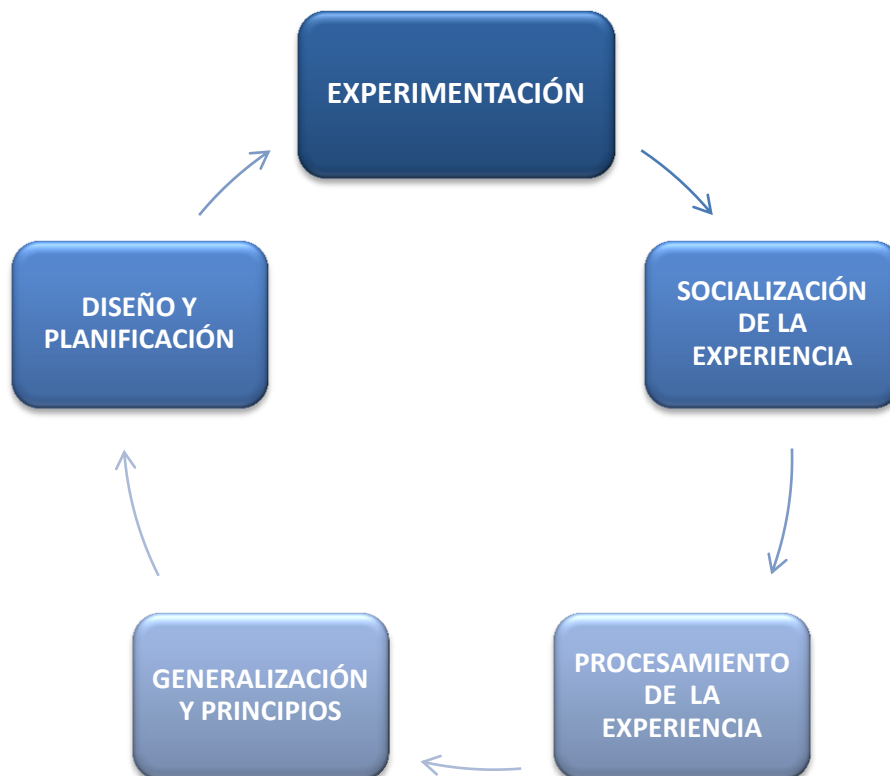 EXPERIMENTACIÓN
SOCIALIZACIÓN
DE LA
EXPERIENCIA
PROCESAMIENTO
DE LA
EXPERIENCIA
GENERALIZACIÓN
Y PRINCIPIOS
DISEÑO Y
PLANIFICACIÓN